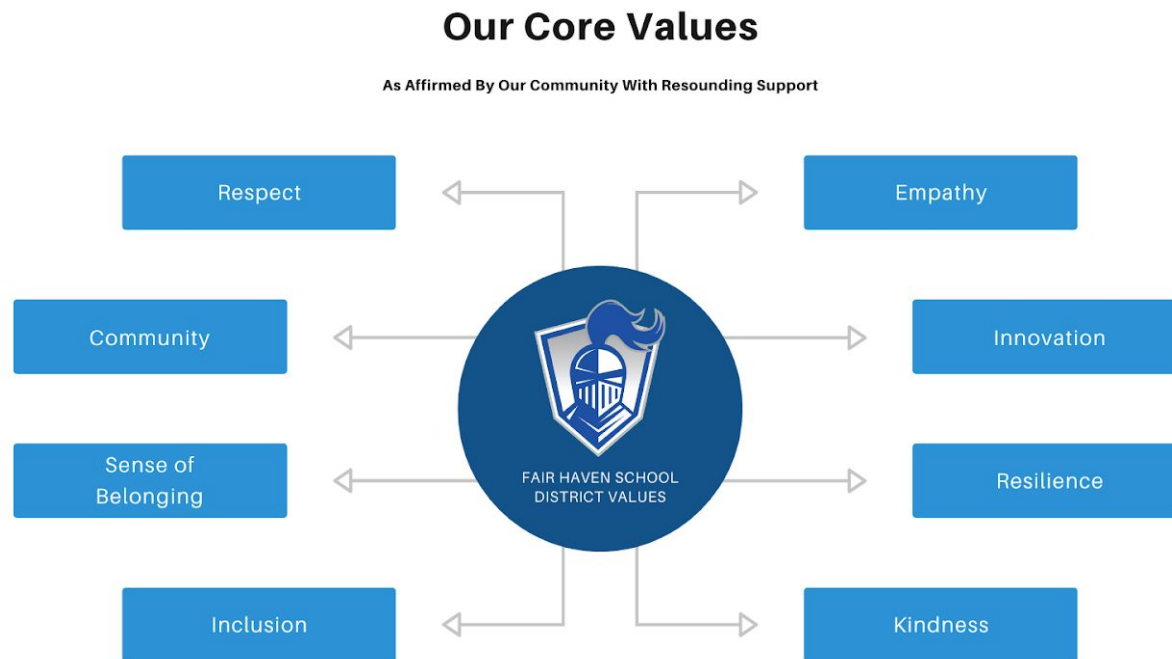 Our Core Values
As Affirmed By Our Community With Resounding Support
Respect
Empathy
Community
Innovation
Sense of
Belonging
Resilience
FAIR HAVEN SCHOOL
DISTRICT VALUES
Inclusion
Kindness